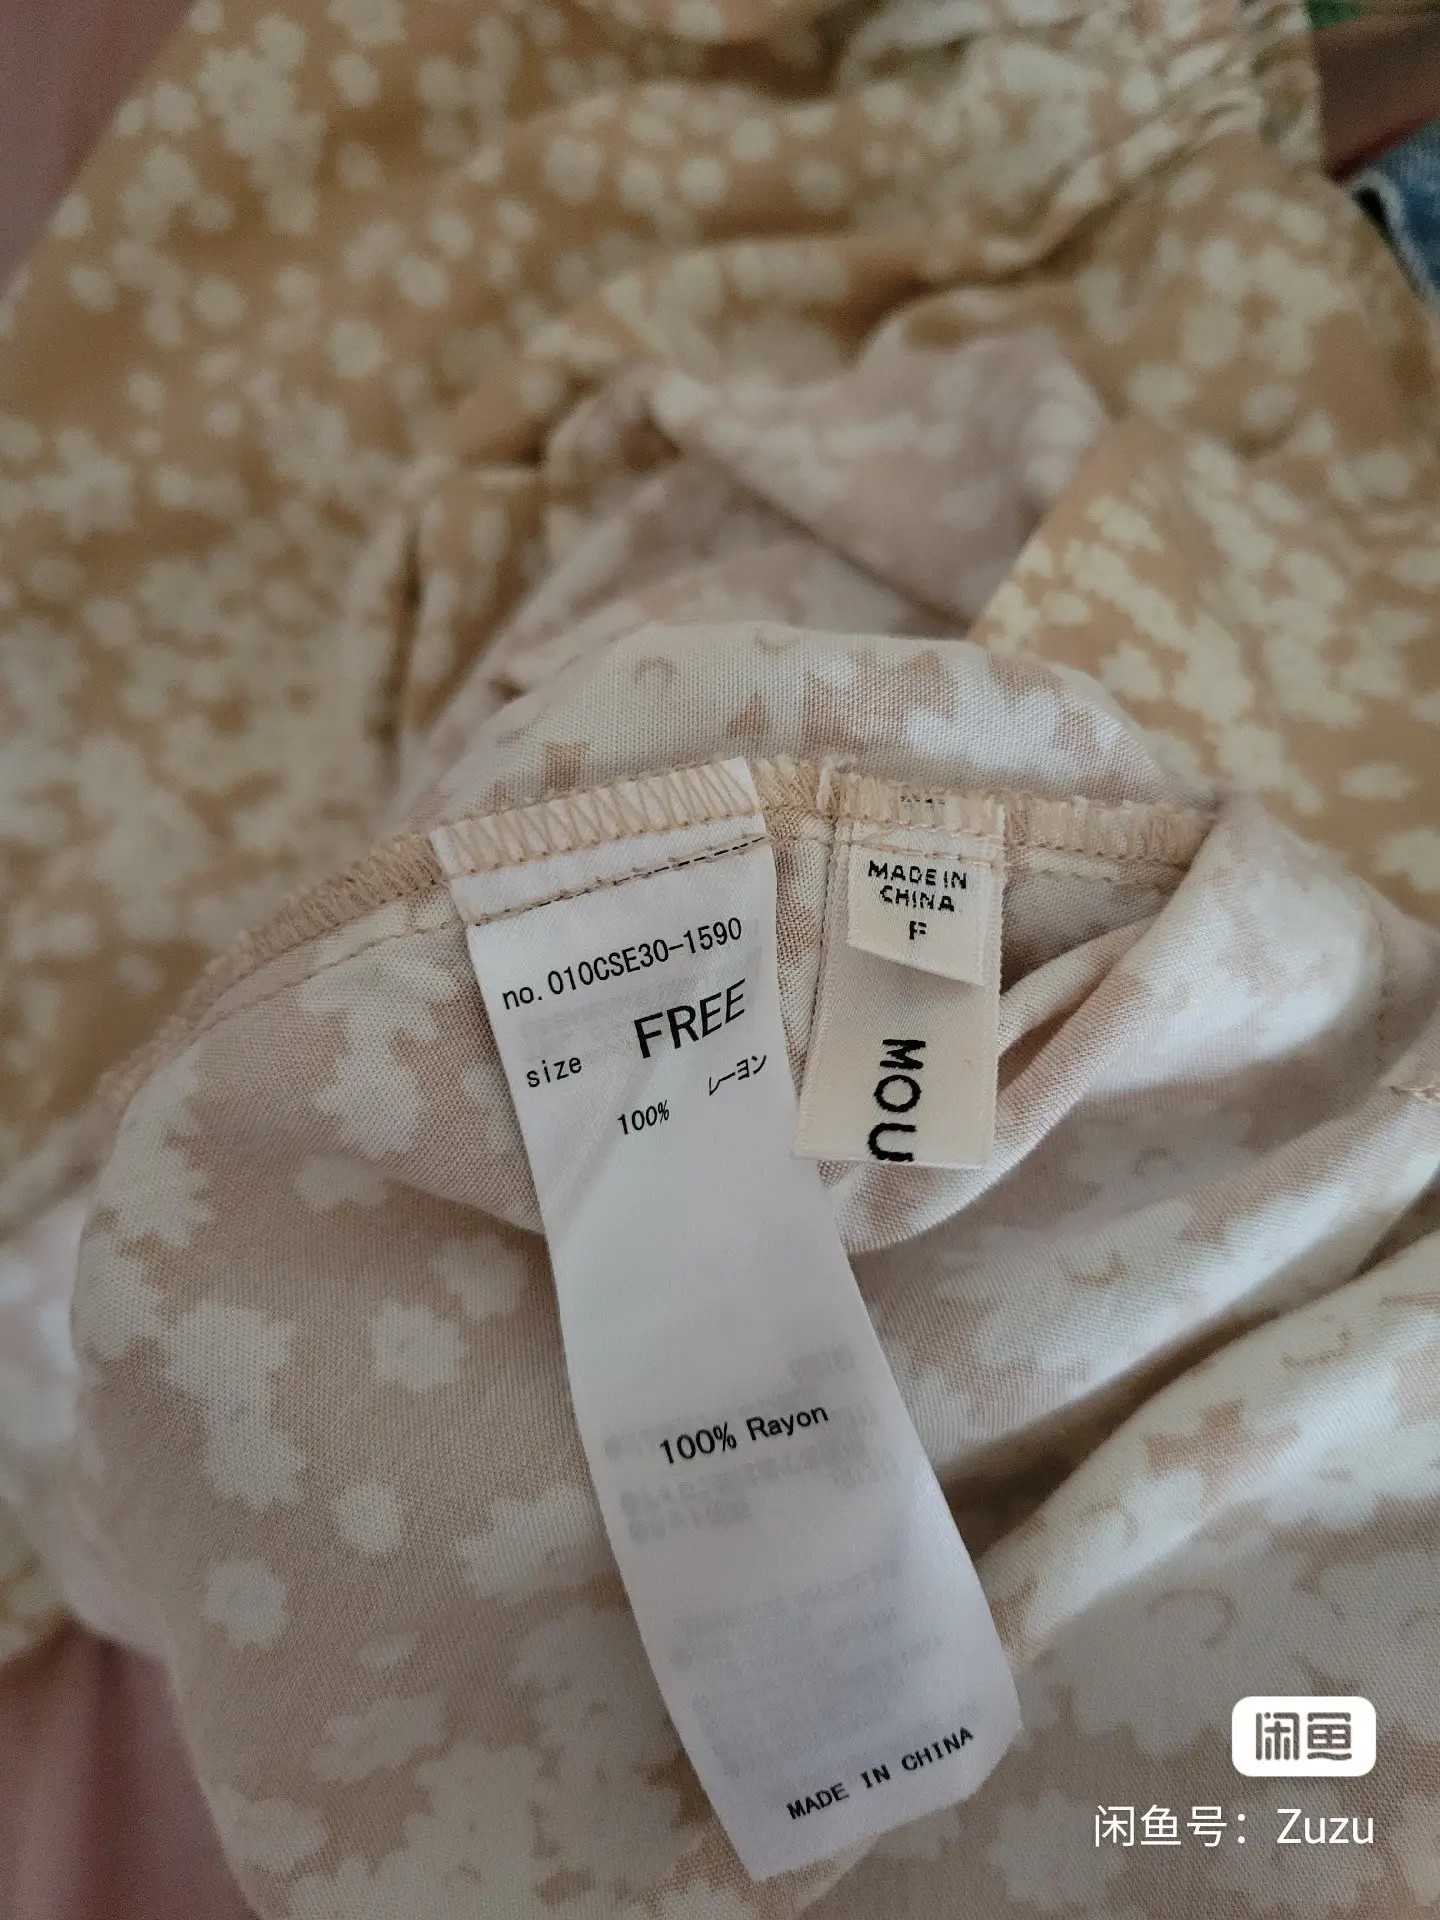 no.010CSE30-1590
size FREE
100% レーヨン
100% Rayon
MADE IN CHINA
MADE IN
CHINA
F
MOU
闲鱼
闲鱼号：Zuzu